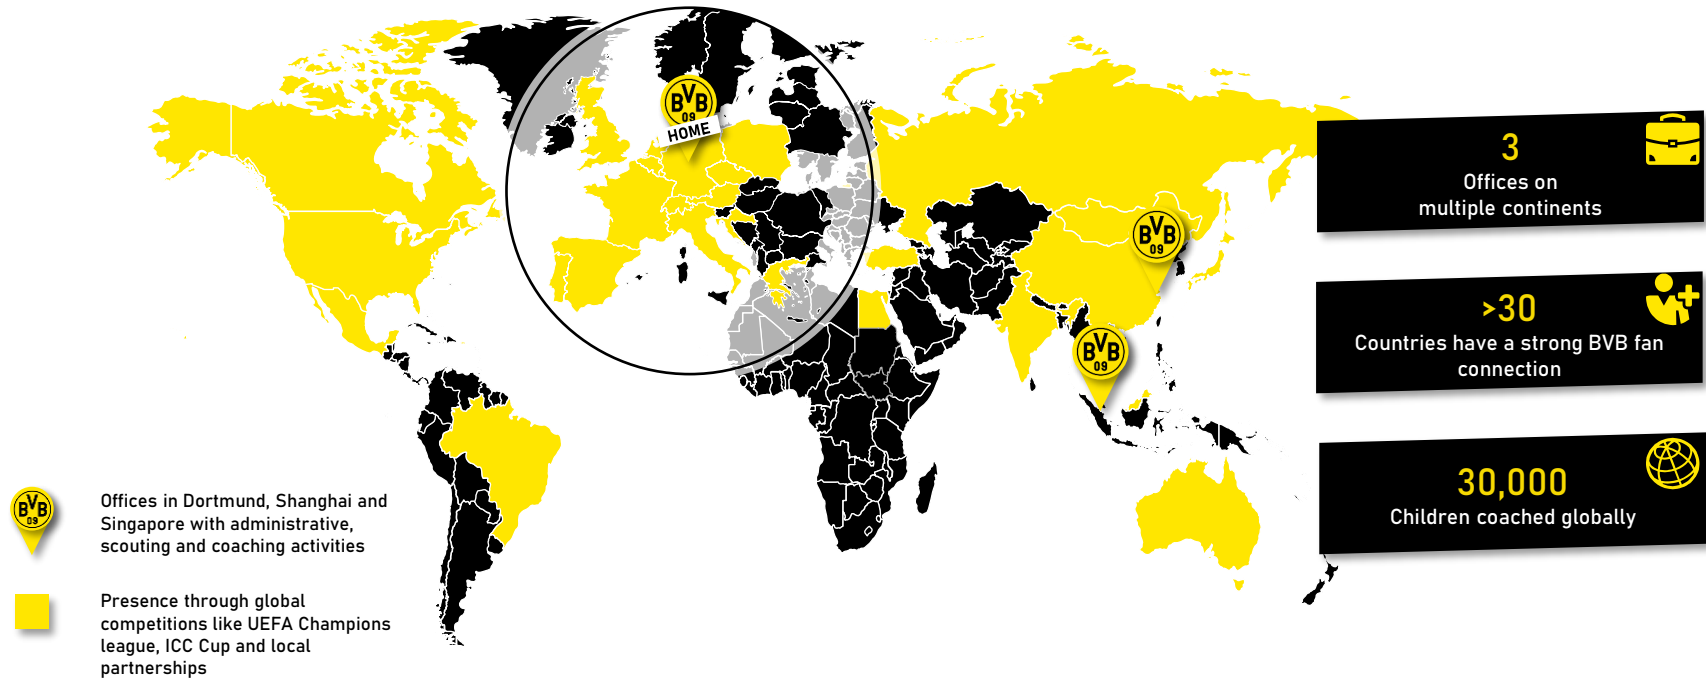 BVB
09
HOME
BVB
09
BVB
09
3
Offices on
multiple continents
>30
Countries have a strong BVB fan
connection
30,000
Children coached globally
BVB
09
Offices in Dortmund, Shanghai and
Singapore with administrative,
scouting and coaching activities
Presence through global
competitions like UEFA Champions
league, ICC Cup and local
partnerships